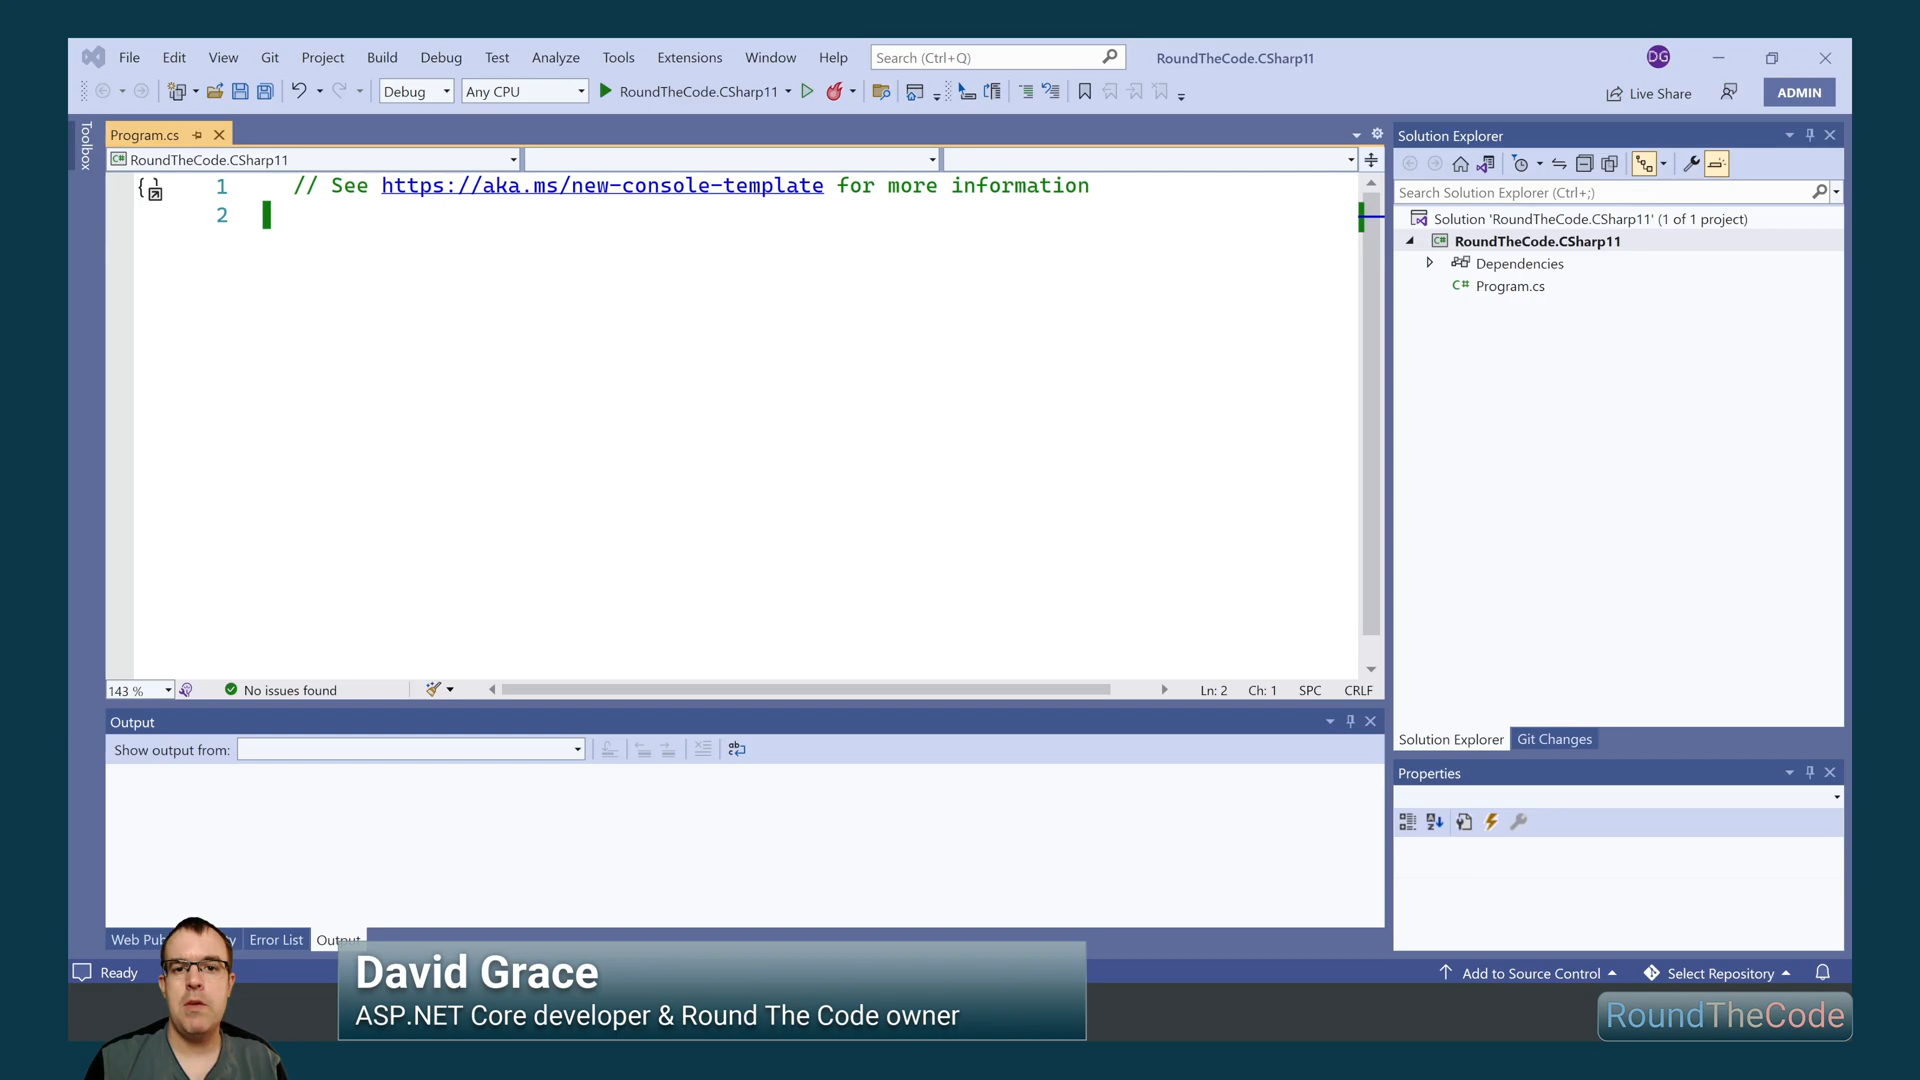 File Edit View Git Project Build Debug Test Analyze Tools Extensions Window Help Search (Ctrl+Q) RoundTheCode.CSharp11 DG
Debug Any CPU RoundTheCode.CSharp11 Live Share ADMIN
Toolbox
Program.cs
RoundTheCode.CSharp11
1 // See https://aka.ms/new-console-template for more information
2
143 % No issues found Ln: 2 Ch: 1 SPC CRLF
Output
Show output from:
Web Pub y Error List Output
Ready
Solution Explorer
Search Solution Explorer (Ctrl+;)
Solution 'RoundTheCode.CSharp11' (1 of 1 project)
RoundTheCode.CSharp11
Dependencies
C# Program.cs
Solution Explorer Git Changes
Properties
Add to Source Control Select Repository
David Grace
ASP.NET Core developer & Round The Code owner
RoundTheCode